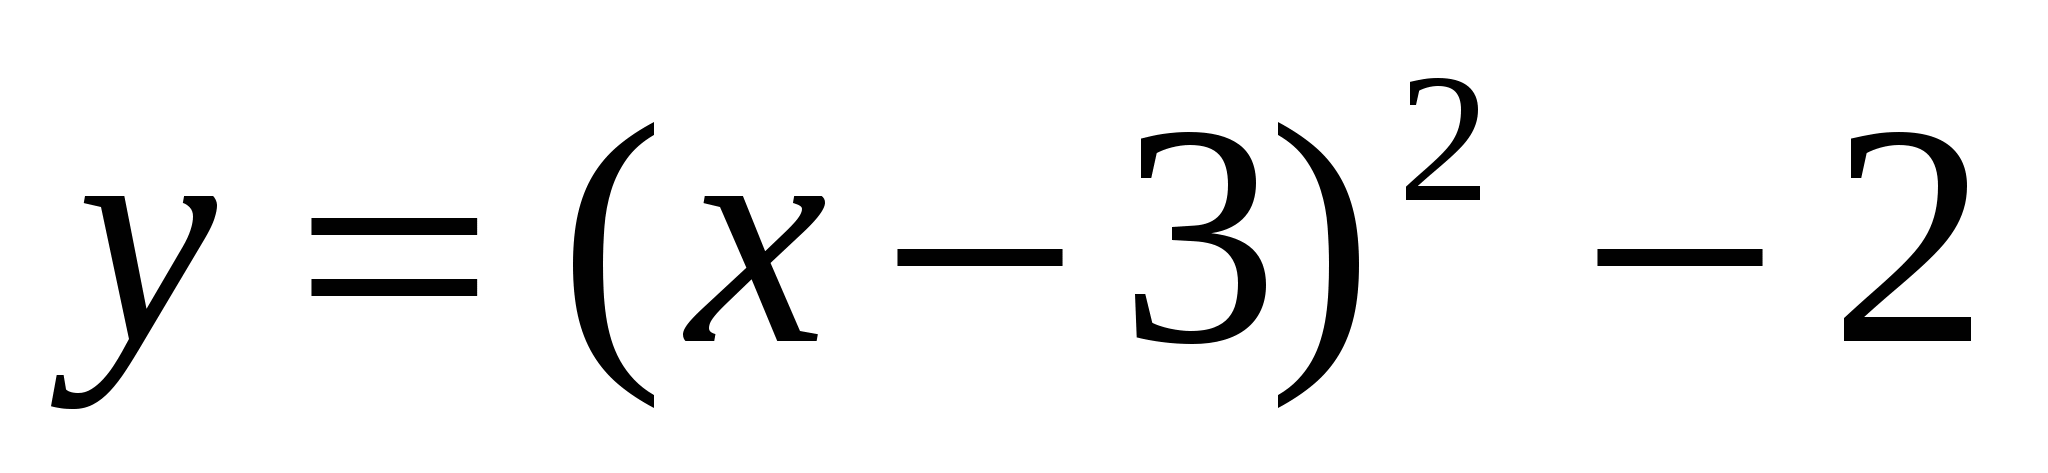 y = (x − 3)² − 2